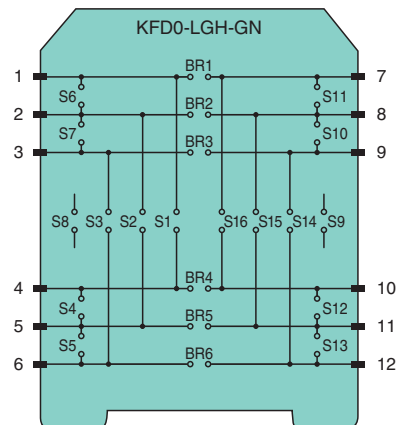 KFD0-LGH-GN
1 BR1 7
S6 S11
2 BR2 8
S7 S10
3 BR3 9
S8 S3 S2 S1 S16 S15 S14 S9
4 BR4 10
S4 S12
5 BR5 11
S5 S13
6 BR6 12